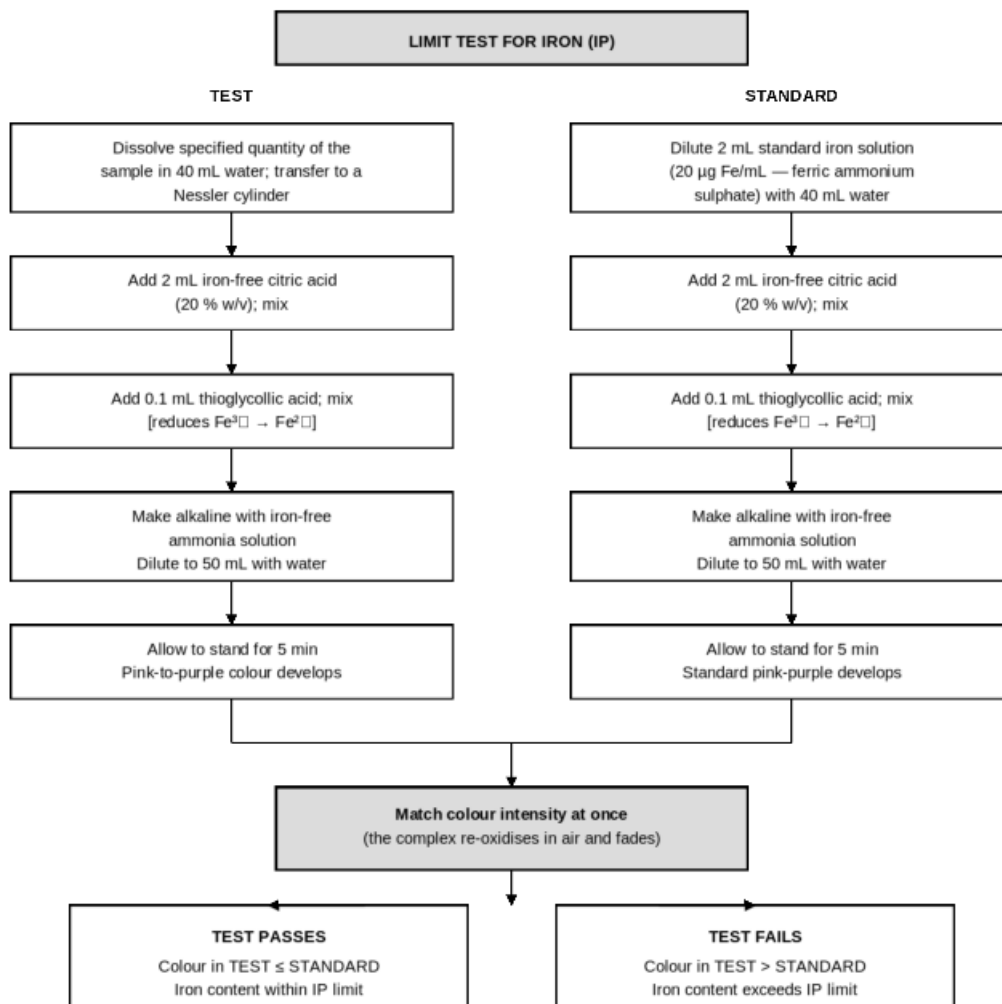 LIMIT TEST FOR IRON (IP)
TEST
Dissolve specified quantity of the
sample in 40 mL water; transfer to a
Nessler cylinder
Add 2 mL iron-free citric acid
(20 % w/v); mix
Add 0.1 mL thioglycollic acid; mix
[reduces Fe³□ → Fe²□]
Make alkaline with iron-free
ammonia solution
Dilute to 50 mL with water
Allow to stand for 5 min
Pink-to-purple colour develops
STANDARD
Dilute 2 mL standard iron solution
(20 µg Fe/mL — ferric ammonium
sulphate) with 40 mL water
Add 2 mL iron-free citric acid
(20 % w/v); mix
Add 0.1 mL thioglycollic acid; mix
[reduces Fe³□ → Fe²□]
Make alkaline with iron-free
ammonia solution
Dilute to 50 mL with water
Allow to stand for 5 min
Standard pink-purple develops
Match colour intensity at once
(the complex re-oxidises in air and fades)
TEST PASSES
Colour in TEST ≤ STANDARD
Iron content within IP limit
TEST FAILS
Colour in TEST > STANDARD
Iron content exceeds IP limit